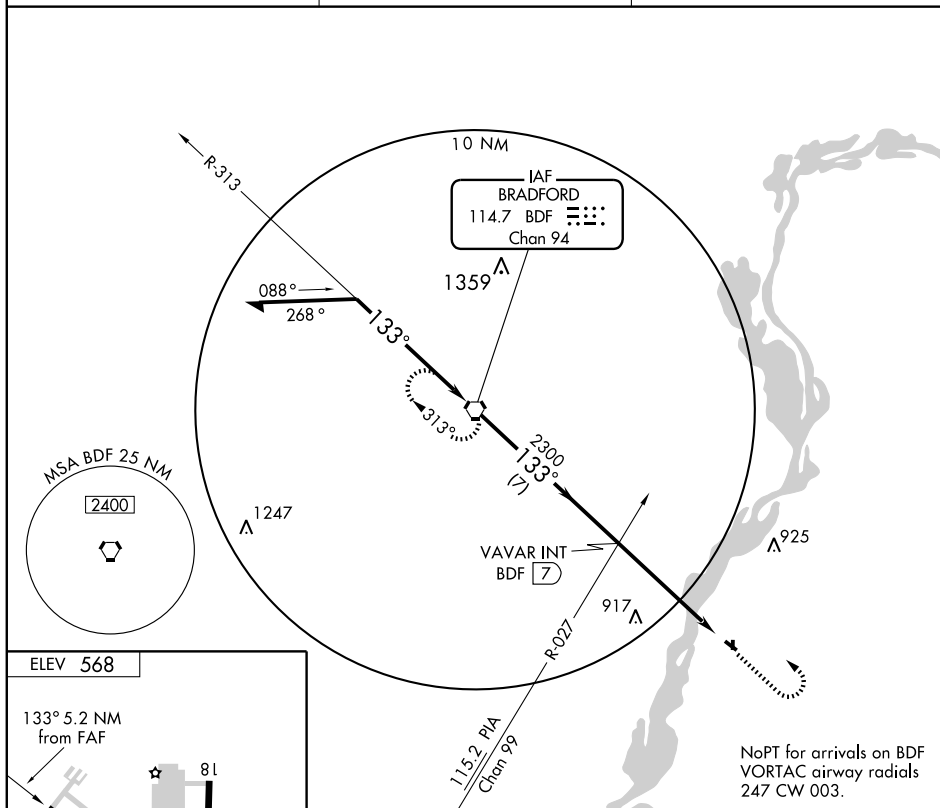 10 NM
R-313
IAF
BRADFORD
114.7 BDF
Chan 94
1359
088°
268°
133°
313°
2300
133°
(7)
MSA BDF 25 NM
2400
1247
VAVAR INT
BDF 7
925
917
R-027
115.2 PIA
Chan 99
ELEV 568
133° 5.2 NM
from FAF
18
NoPT for arrivals on BDF
VORTAC airway radials
247 CW 003.